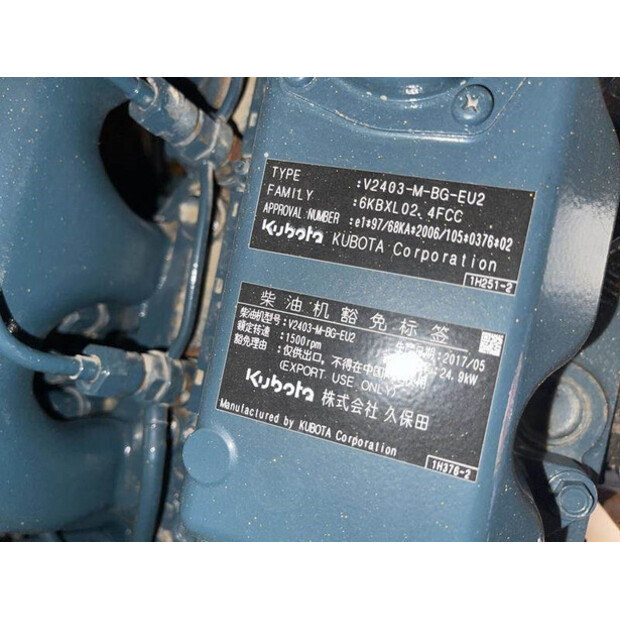 TYPE :V2403-M-BG-EU2
FAMILY :6KBXL02.4FCC
APPROVAL NUMBER :e1*97/68KA*2006/105*0376*02
Kubota KUBOTA Corporation
1H251-2
柴油机豁免标签
柴油机型号:V2403-M-BG-EU2
额定转速 :1500rpm 2017/05
豁免理由 :仅供出口，不得在中国 24.9kW
(EXPORT USE ONLY)
Kubota 株式会社 久保田
Manufactured by KUBOTA Corporation
1H376-2